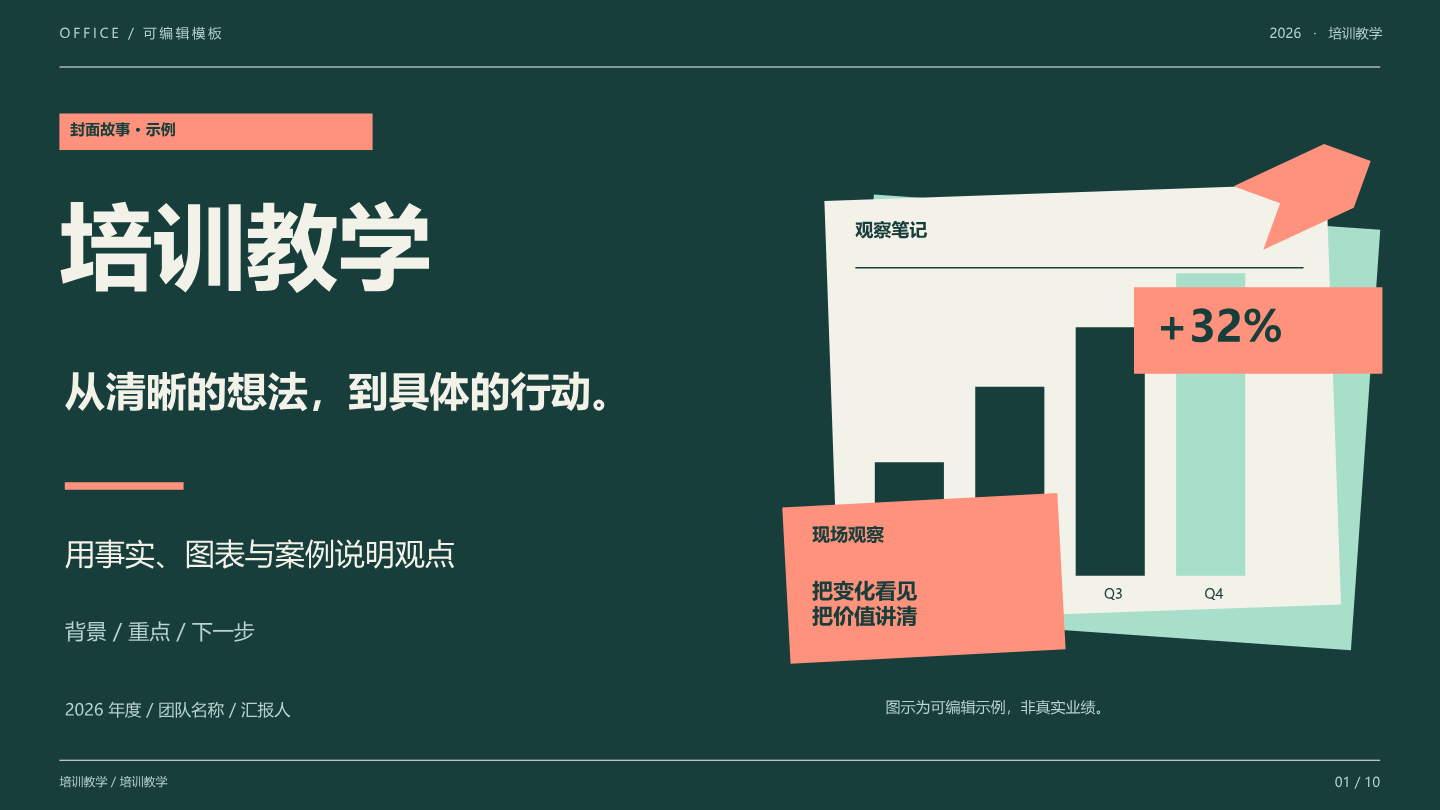 OFFICE / 可编辑模板
2026 · 培训教学
封面故事·示例
培训教学
从清晰的想法，到具体的行动。
用事实、图表与案例说明观点
背景 / 重点 / 下一步
2026 年度 / 团队名称 / 汇报人
观察笔记
+32%
现场观察
把变化看见
把价值讲清
Q3
Q4
图示为可编辑示例，非真实业绩。
培训教学 / 培训教学
01 / 10